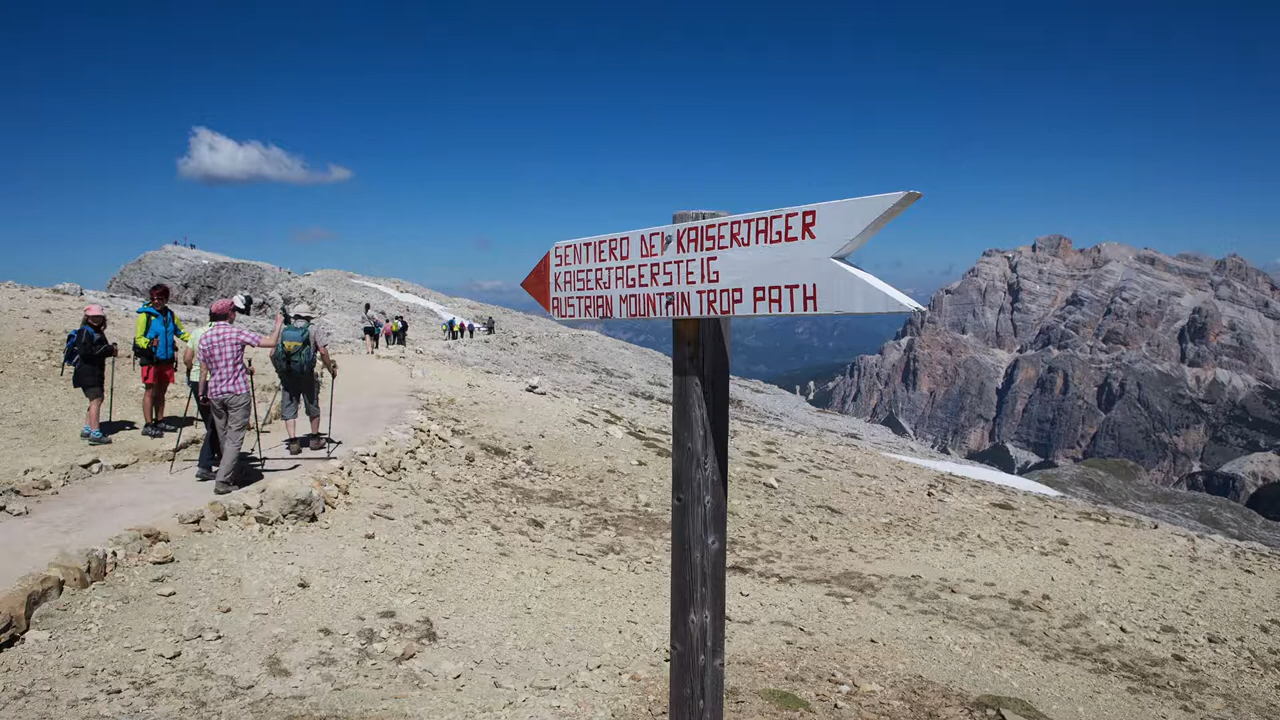 SENTIERO DEI KAISERJAGER
KAISERJAGERSTEIG
AUSTRIAN MOUNTAIN TROP PATH